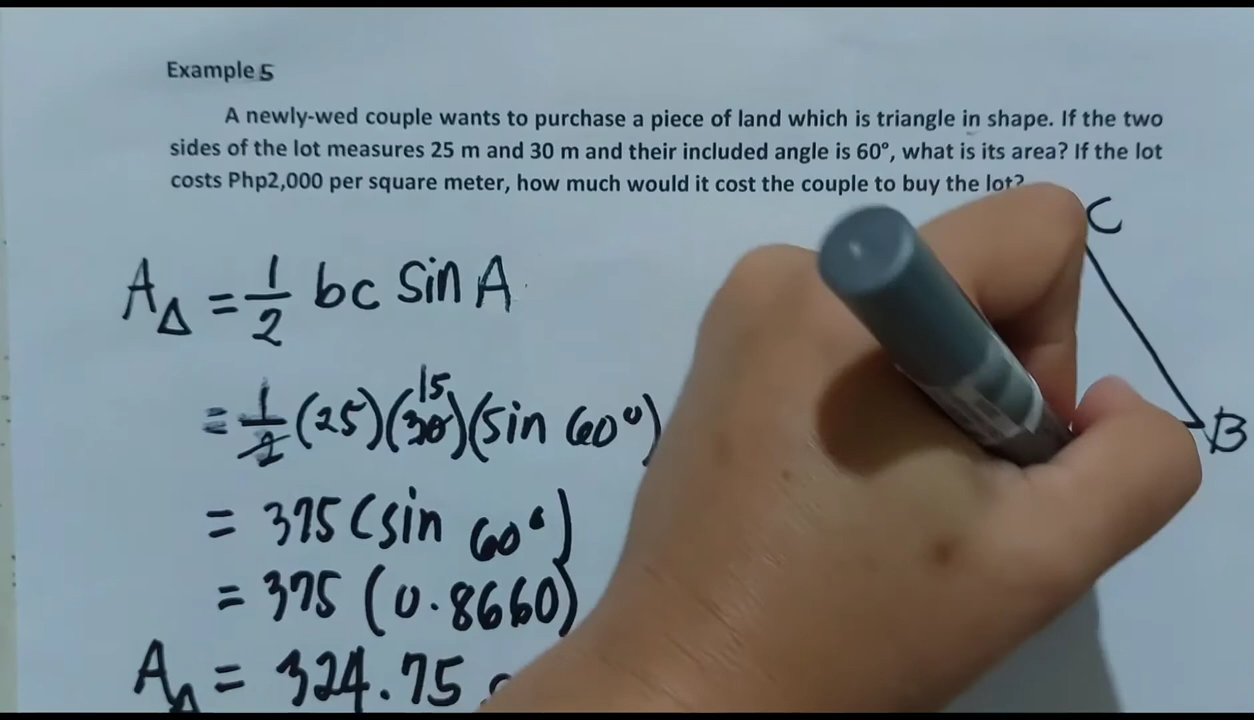 Example 5
A newly-wed couple wants to purchase a piece of land which is triangle in shape. If the two
sides of the lot measures 25 m and 30 m and their included angle is 60°, what is its area? If the lot
costs Php2,000 per square meter, how much would it cost the couple to buy the lot?
C
A△ = 1/2 bc sin A
15
= 1/2 (25)(30)(sin 60°)
B
= 375 (sin 60°)
= 375 (0.8660)
A△ = 324.75